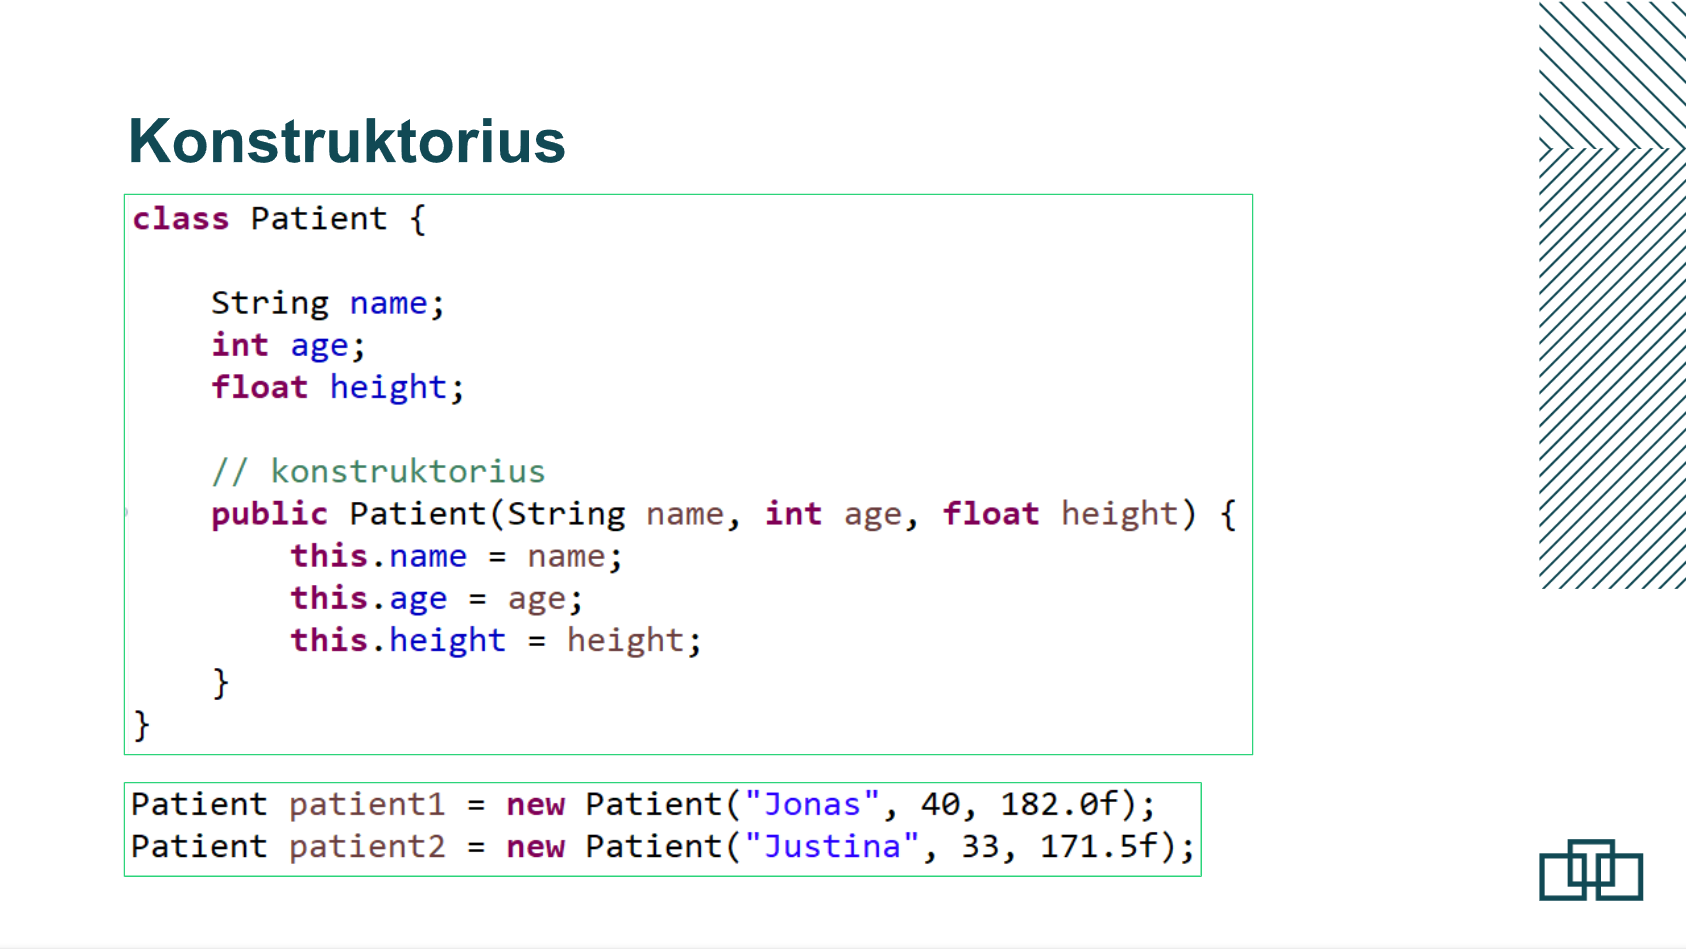 Konstruktorius
class Patient {
String name;
int age;
float height;
// konstruktorius
public Patient(String name, int age, float height) {
this.name = name;
this.age = age;
this.height = height;
}
}
Patient patient1 = new Patient("Jonas", 40, 182.0f);
Patient patient2 = new Patient("Justina", 33, 171.5f);